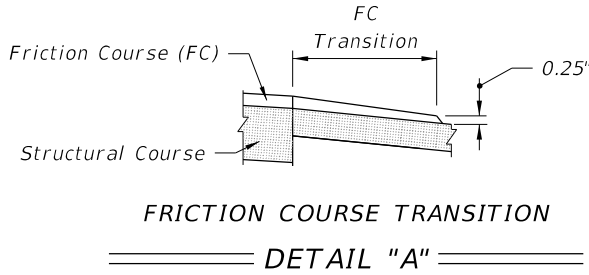 FC
Transition
Friction Course (FC)
0.25"
Structural Course
FRICTION COURSE TRANSITION
DETAIL "A"